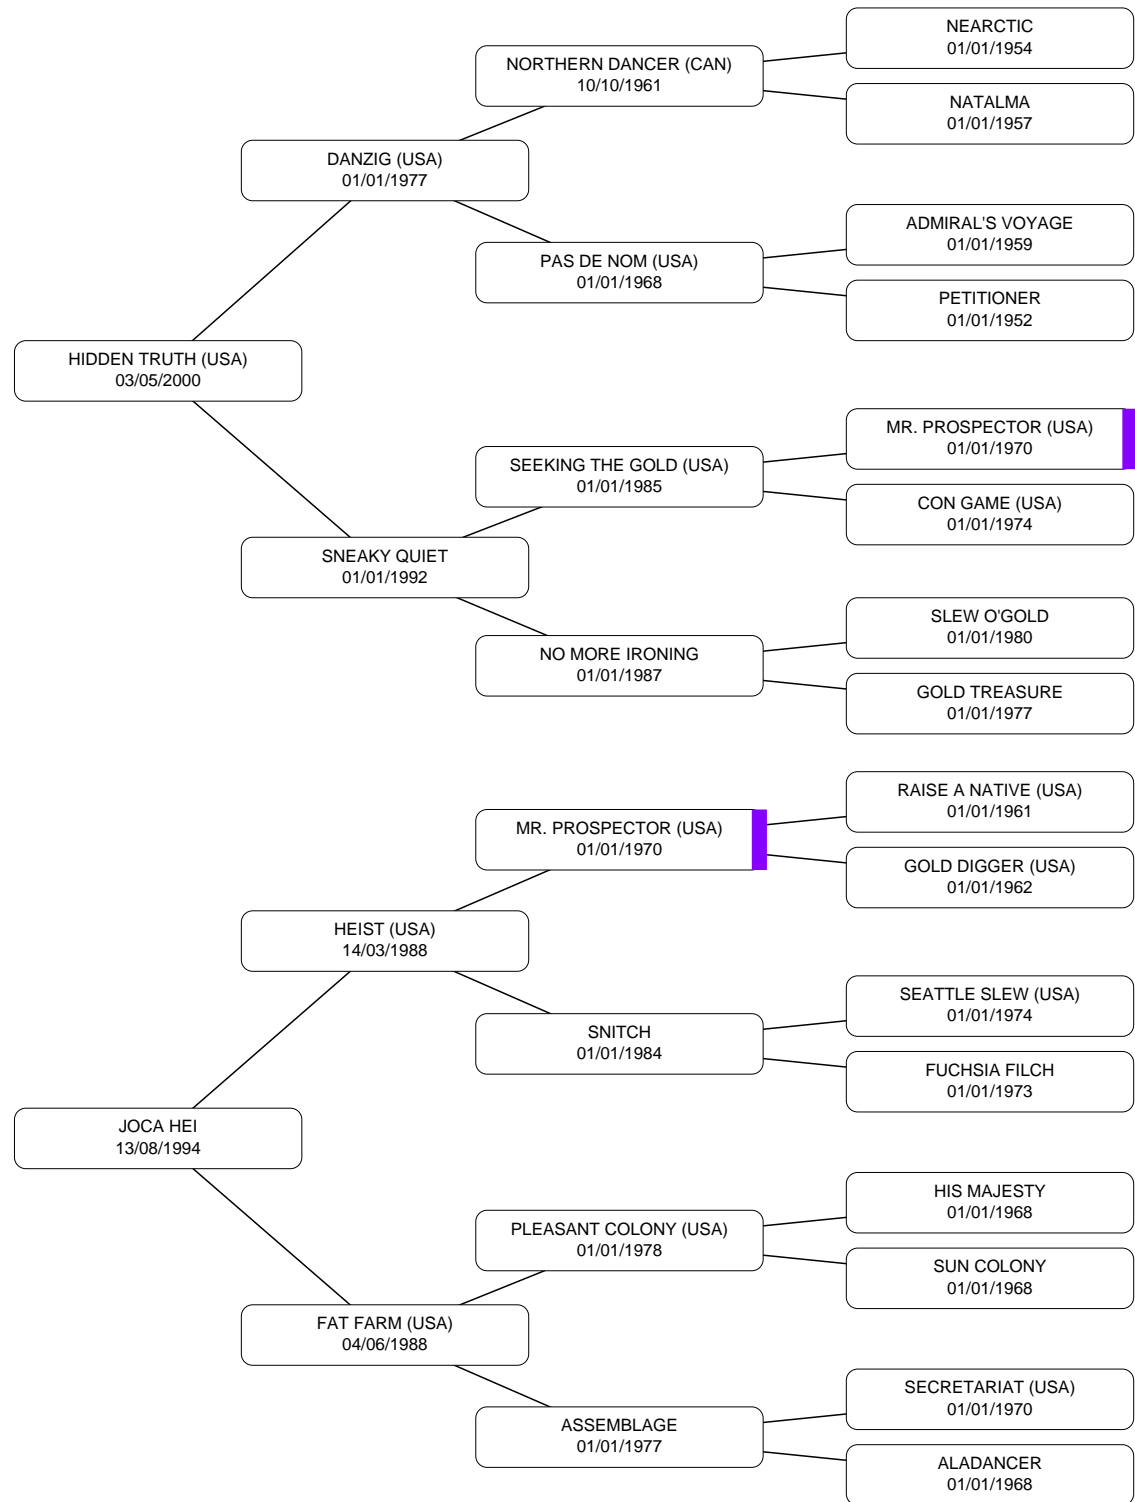 NEARCTIC
01/01/1954
NORTHERN DANCER (CAN)
10/10/1961
NATALMA
01/01/1957
DANZIG (USA)
01/01/1977
ADMIRAL'S VOYAGE
01/01/1959
PAS DE NOM (USA)
01/01/1968
PETITIONER
01/01/1952
HIDDEN TRUTH (USA)
03/05/2000
MR. PROSPECTOR (USA)
01/01/1970
SEEKING THE GOLD (USA)
01/01/1985
CON GAME (USA)
01/01/1974
SNEAKY QUIET
01/01/1992
SLEW O'GOLD
01/01/1980
NO MORE IRONING
01/01/1987
GOLD TREASURE
01/01/1977
RAISE A NATIVE (USA)
01/01/1961
MR. PROSPECTOR (USA)
01/01/1970
GOLD DIGGER (USA)
01/01/1962
HEIST (USA)
14/03/1988
SEATTLE SLEW (USA)
01/01/1974
SNITCH
01/01/1984
FUCHSIA FILCH
01/01/1973
JOCA HEI
13/08/1994
HIS MAJESTY
01/01/1968
PLEASANT COLONY (USA)
01/01/1978
SUN COLONY
01/01/1968
FAT FARM (USA)
04/06/1988
SECRETARIAT (USA)
01/01/1970
ASSEMBLAGE
01/01/1977
ALADANCER
01/01/1968